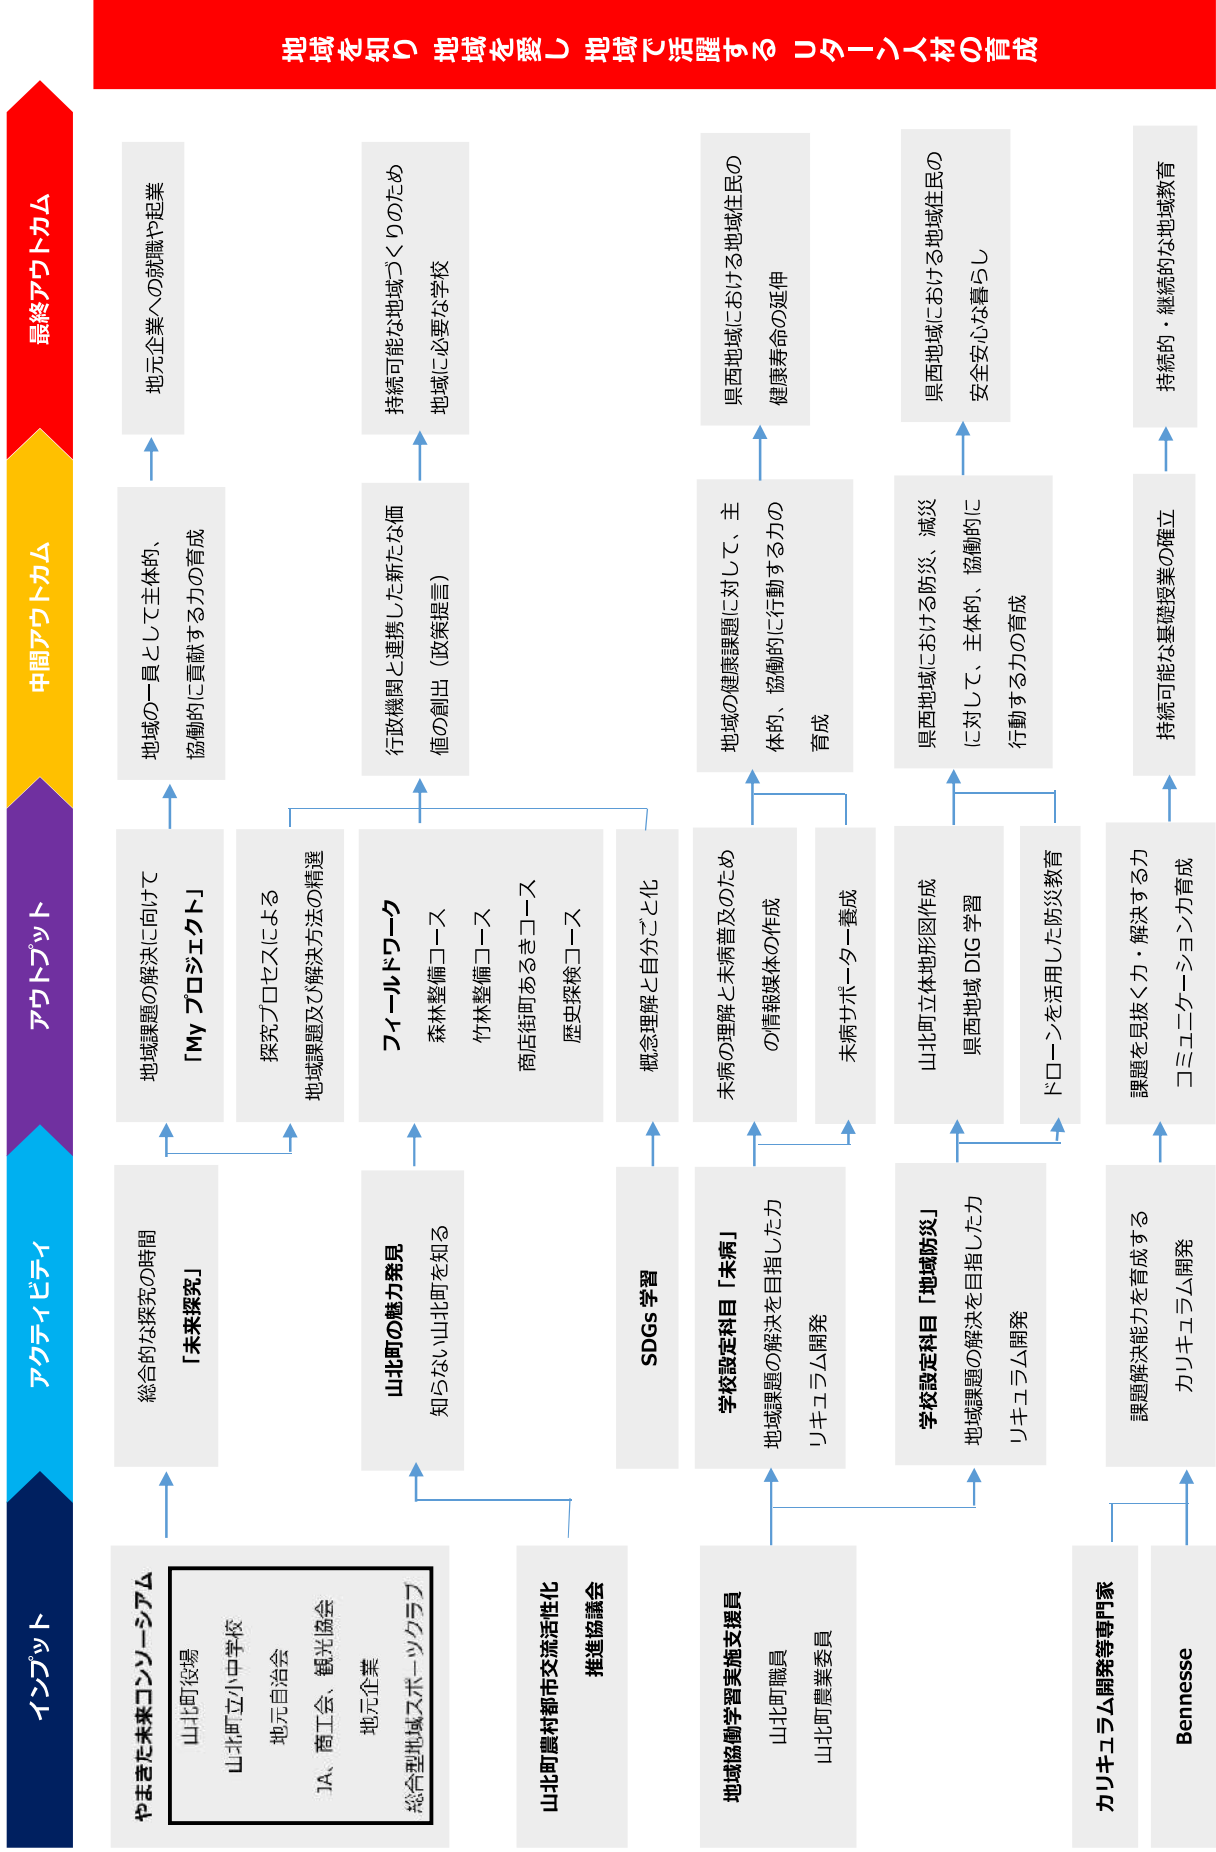 インプット
アクティビティ
アウトプット
中間アウトカム
最終アウトカム
やまきた未来コンソーシアム
山北町役場
山北町立小中学校
地元自治会
JA、商工会、観光協会
地元企業
総合型地域スポーツクラブ
山北町農村都市交流活性化
推進協議会
地域協働学習実施支援員
山北町職員
山北町農業委員
カリキュラム開発等専門家
Bennesse
総合的な探究の時間
「未来探究」
山北町の魅力発見
知らない山北町を知る
SDGs 学習
学校設定科目「未病」
地域課題の解決を目指したカ
リキュラム開発
学校設定科目「地域防災」
地域課題の解決を目指したカ
リキュラム開発
課題解決能力を育成する
カリキュラム開発
地域課題の解決に向けて
「My プロジェクト」
探究プロセスによる
地域課題及び解決方法の精選
フィールドワーク
森林整備コース
竹林整備コース
商店街町あるきコース
歴史探検コース
概念理解と自分ごと化
未病の理解と未病普及のため
の情報媒体の作成
未病サポーター養成
山北町立体地形図作成
県西地域 DIG 学習
ドローンを活用した防災教育
課題を見抜く力・解決する力
コミュニケーション力育成
地域の一員として主体的、
協働的に貢献する力の育成
行政機関と連携した新たな価
値の創出（政策提言）
地域の健康課題に対して、主
体的、協働的に行動する力の
育成
県西地域における防災、減災
に対して、主体的、協働的に
行動する力の育成
持続可能な基礎授業の確立
地元企業への就職や起業
持続可能な地域づくりのため
地域に必要な学校
県西地域における地域住民の
健康寿命の延伸
県西地域における地域住民の
安全安心な暮らし
持続的・継続的な地域教育
地域を知り 地域を愛し 地域で活躍する Uターン人材の育成